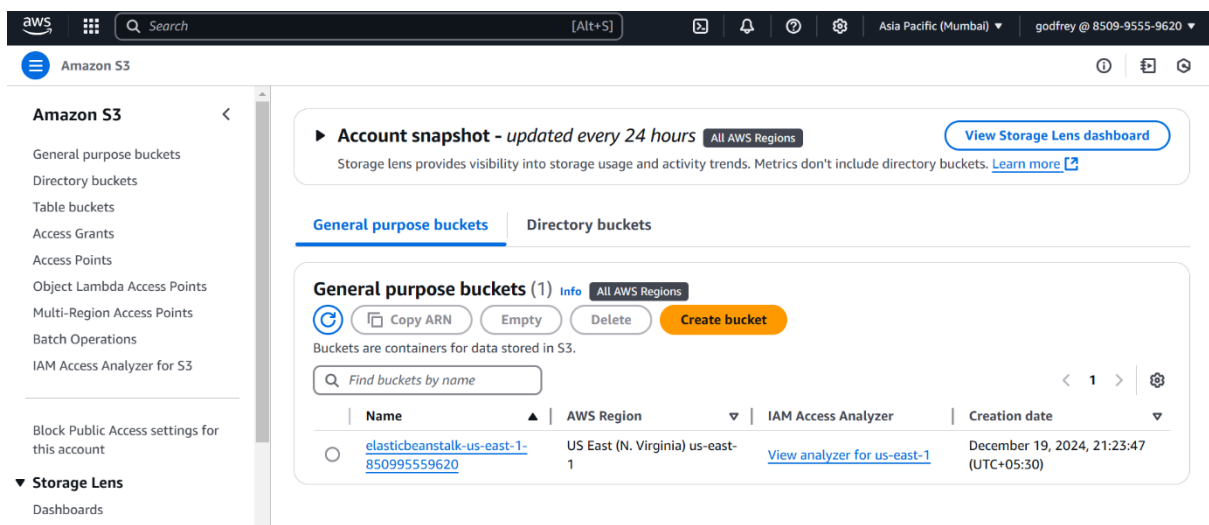 aws
Search
[Alt+S]
Asia Pacific (Mumbai) ▼
godfrey @ 8509-9555-9620 ▼
Amazon S3
Amazon S3
General purpose buckets
Directory buckets
Table buckets
Access Grants
Access Points
Object Lambda Access Points
Multi-Region Access Points
Batch Operations
IAM Access Analyzer for S3
Block Public Access settings for
this account
▼ Storage Lens
Dashboards
▶ Account snapshot - updated every 24 hours All AWS Regions
View Storage Lens dashboard
Storage lens provides visibility into storage usage and activity trends. Metrics don't include directory buckets. Learn more
General purpose buckets
Directory buckets
General purpose buckets (1) Info All AWS Regions
Copy ARN
Empty
Delete
Create bucket
Buckets are containers for data stored in S3.
Find buckets by name
< 1 >
Name ▲ | AWS Region ▽ | IAM Access Analyzer | Creation date ▽
elasticbeanstalk-us-east-1-
850995559620
US East (N. Virginia) us-east-
1
View analyzer for us-east-1
December 19, 2024, 21:23:47
(UTC+05:30)